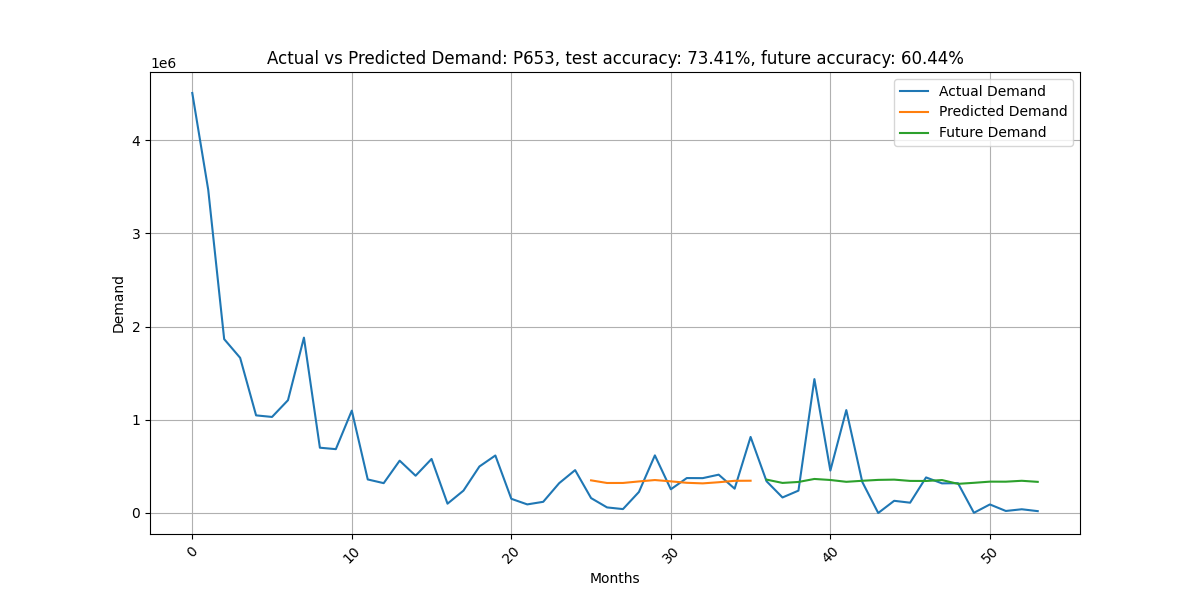 Actual vs Predicted Demand: P653, test accuracy: 73.41%, future accuracy: 60.44%
1e6
Actual Demand
Predicted Demand
Future Demand
4
3
2
1
0
Demand
0
10
20
30
40
50
Months